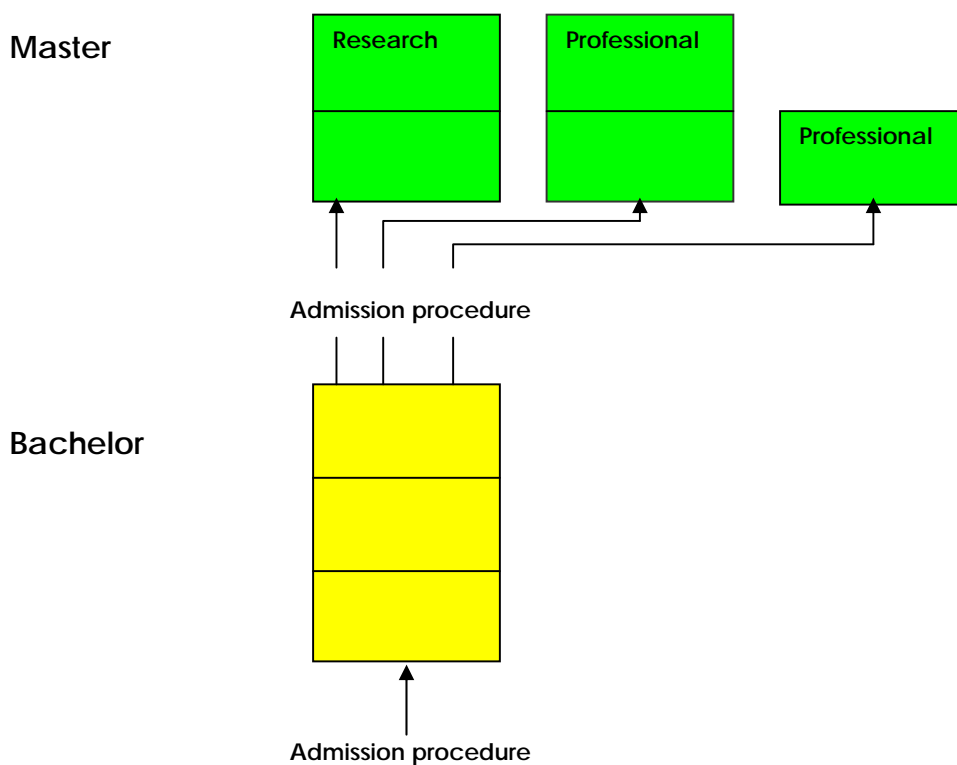 Master
Research
Professional
Professional
Admission procedure
Bachelor
Admission procedure